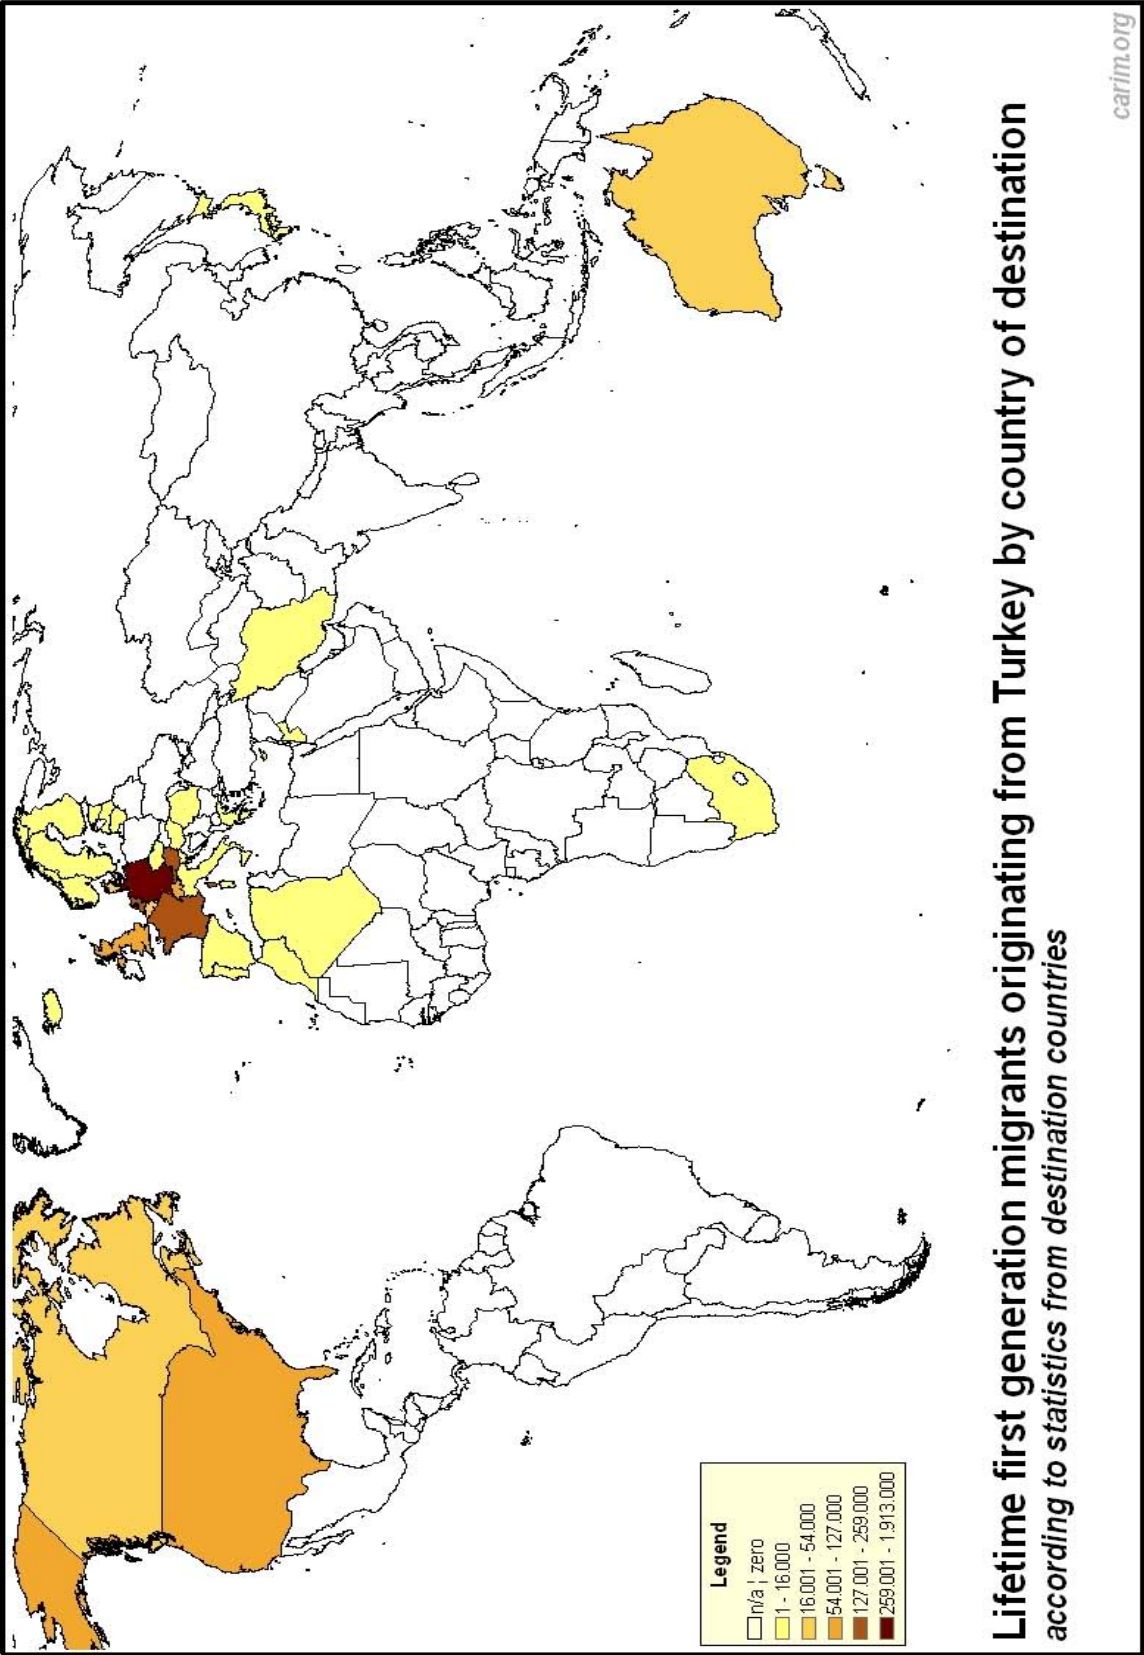 carim.org
Legend
n/a ¦ zero
1 - 16.000
16.001 - 54.000
54.001 - 127.000
127.001 - 259.000
259.001 - 1.913.000
Lifetime first generation migrants originating from Turkey by country of destination
according to statistics from destination countries